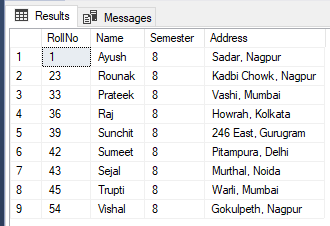 Results Messages
RollNo Name Semester Address
1 1 Ayush 8 Sadar, Nagpur
2 23 Rounak 8 Kadbi Chowk, Nagpur
3 33 Prateek 8 Vashi, Mumbai
4 36 Raj 8 Howrah, Kolkata
5 39 Sunchit 8 246 East, Gurugram
6 42 Sumeet 8 Pitampura, Delhi
7 43 Sejal 8 Murthal, Noida
8 45 Trupti 8 Warli, Mumbai
9 54 Vishal 8 Gokulpeth, Nagpur